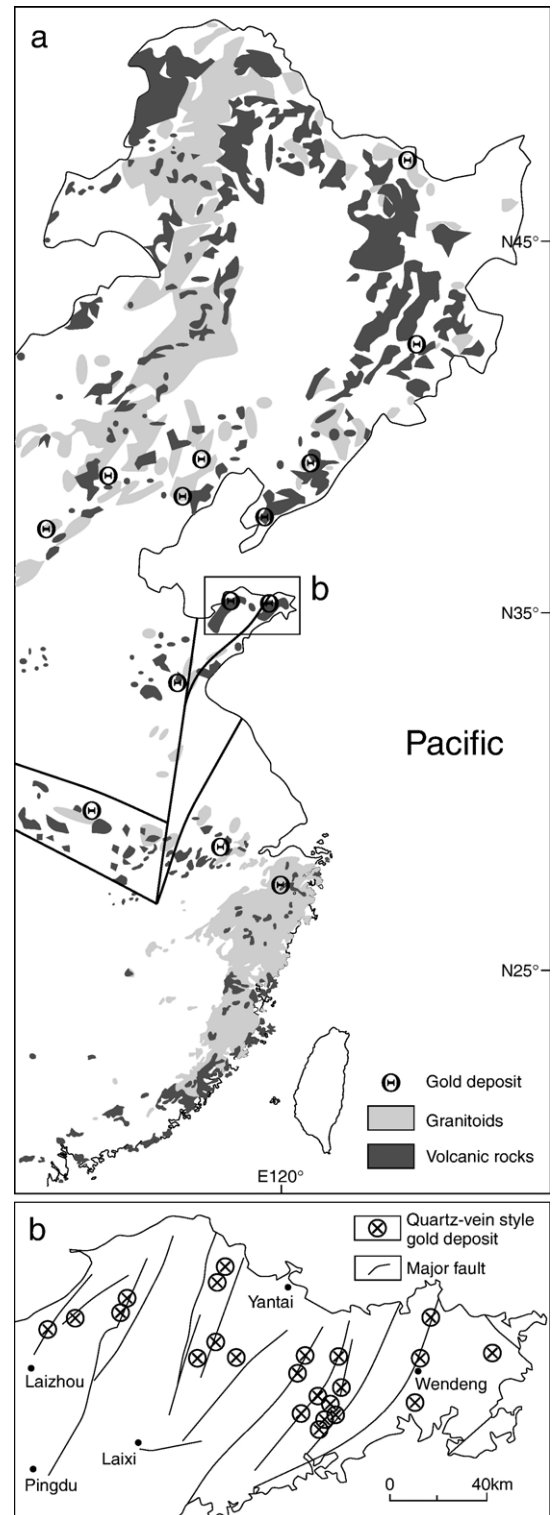 a
N45°
b
N35°
Pacific
N25°
Gold deposit
Granitoids
Volcanic rocks
E120°
b
Quartz-vein style
gold deposit
Major fault
Yantai
Laizhou
Wendeng
Laixi
Pingdu
0 40km